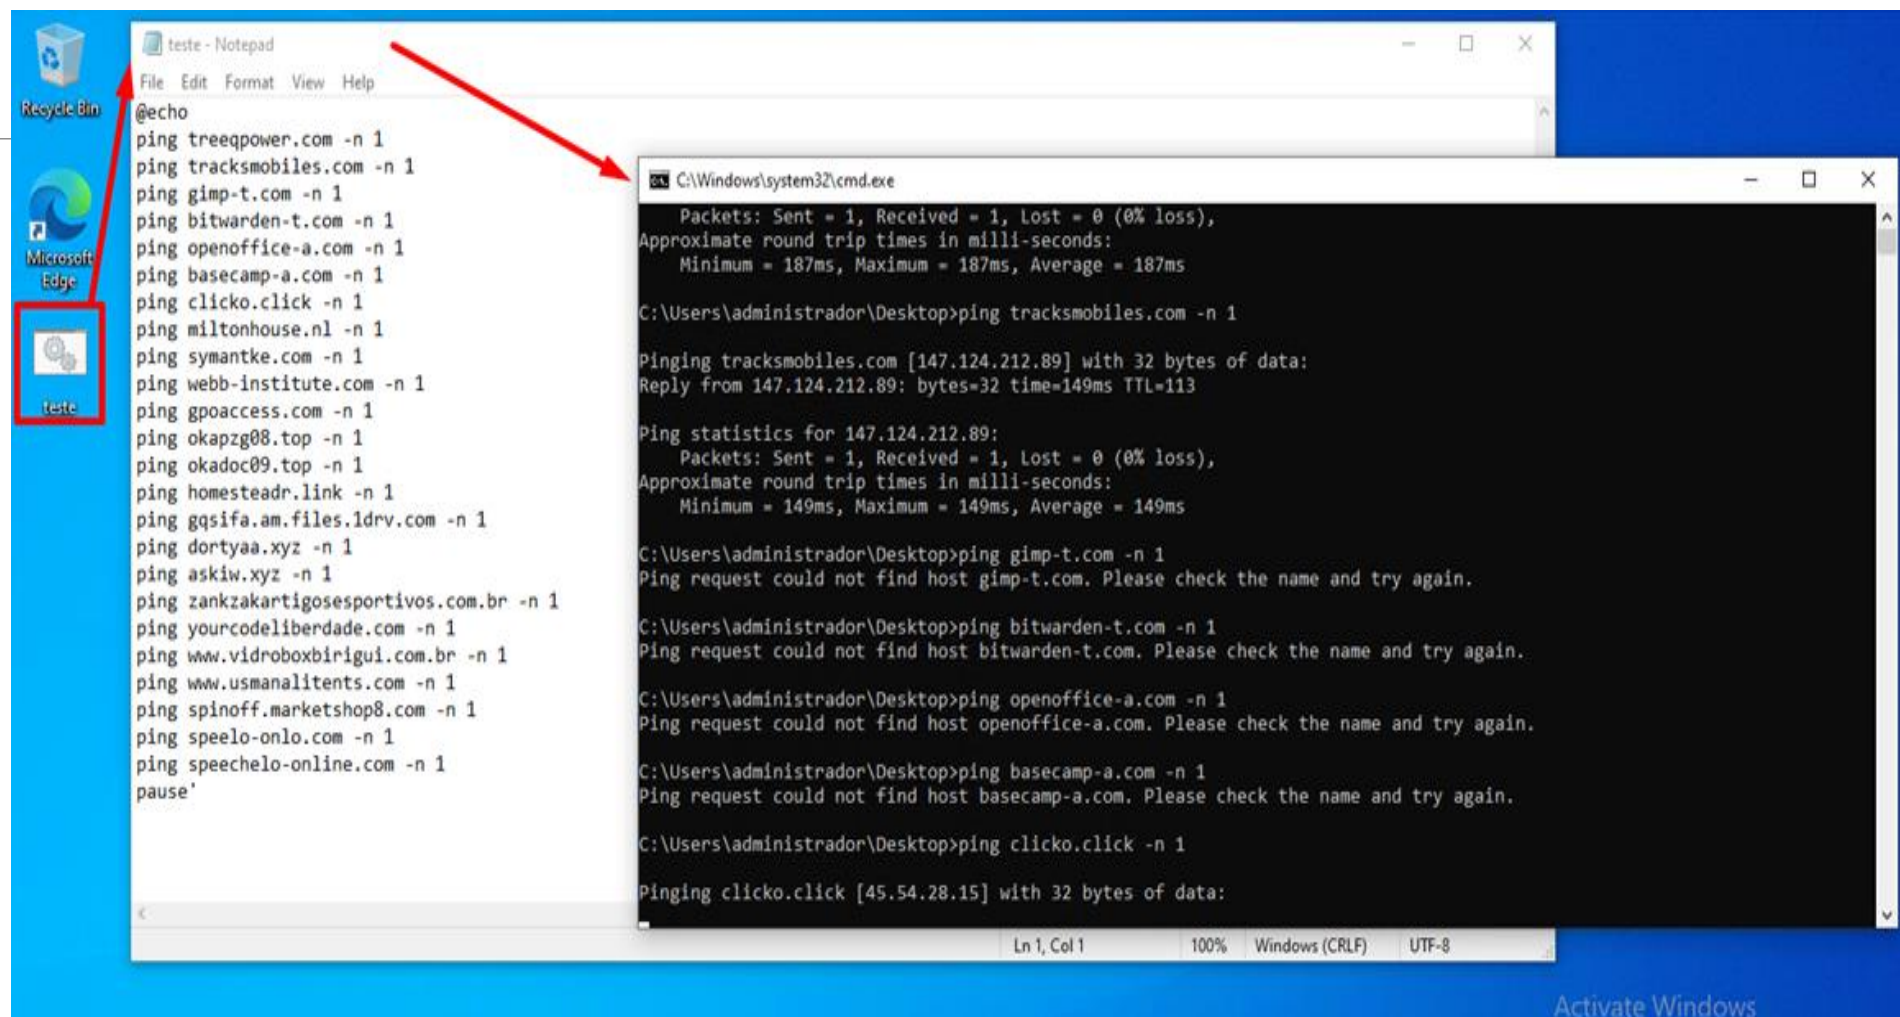 Recycle Bin
Microsoft
Edge
teste
teste - Notepad
File Edit Format View Help
@echo
ping treeqpower.com -n 1
ping tracksmobiles.com -n 1
ping gimp-t.com -n 1
ping bitwarden-t.com -n 1
ping openoffice-a.com -n 1
ping basecamp-a.com -n 1
ping clicko.click -n 1
ping miltonhouse.nl -n 1
ping symantke.com -n 1
ping webb-institute.com -n 1
ping gpoaccess.com -n 1
ping okapzg08.top -n 1
ping okadoc09.top -n 1
ping homesteadr.link -n 1
ping gqsifa.am.files.1drv.com -n 1
ping dortyaa.xyz -n 1
ping askiw.xyz -n 1
ping zankzakartigosesportivos.com.br -n 1
ping yourcodeliberdade.com -n 1
ping www.vidroboxbirigui.com.br -n 1
ping www.usmanalitents.com -n 1
ping spinoff.marketshop8.com -n 1
ping speelo-onlo.com -n 1
ping speechelo-online.com -n 1
pause'
Ln 1, Col 1 100% Windows (CRLF) UTF-8
C:\Windows\system32\cmd.exe
Packets: Sent = 1, Received = 1, Lost = 0 (0% loss),
Approximate round trip times in milli-seconds:
Minimum = 187ms, Maximum = 187ms, Average = 187ms
C:\Users\administrador\Desktop>ping tracksmobiles.com -n 1
Pinging tracksmobiles.com [147.124.212.89] with 32 bytes of data:
Reply from 147.124.212.89: bytes=32 time=149ms TTL=113
Ping statistics for 147.124.212.89:
Packets: Sent = 1, Received = 1, Lost = 0 (0% loss),
Approximate round trip times in milli-seconds:
Minimum = 149ms, Maximum = 149ms, Average = 149ms
C:\Users\administrador\Desktop>ping gimp-t.com -n 1
Ping request could not find host gimp-t.com. Please check the name and try again.
C:\Users\administrador\Desktop>ping bitwarden-t.com -n 1
Ping request could not find host bitwarden-t.com. Please check the name and try again.
C:\Users\administrador\Desktop>ping openoffice-a.com -n 1
Ping request could not find host openoffice-a.com. Please check the name and try again.
C:\Users\administrador\Desktop>ping basecamp-a.com -n 1
Ping request could not find host basecamp-a.com. Please check the name and try again.
C:\Users\administrador\Desktop>ping clicko.click -n 1
Pinging clicko.click [45.54.28.15] with 32 bytes of data:
Activate Windows